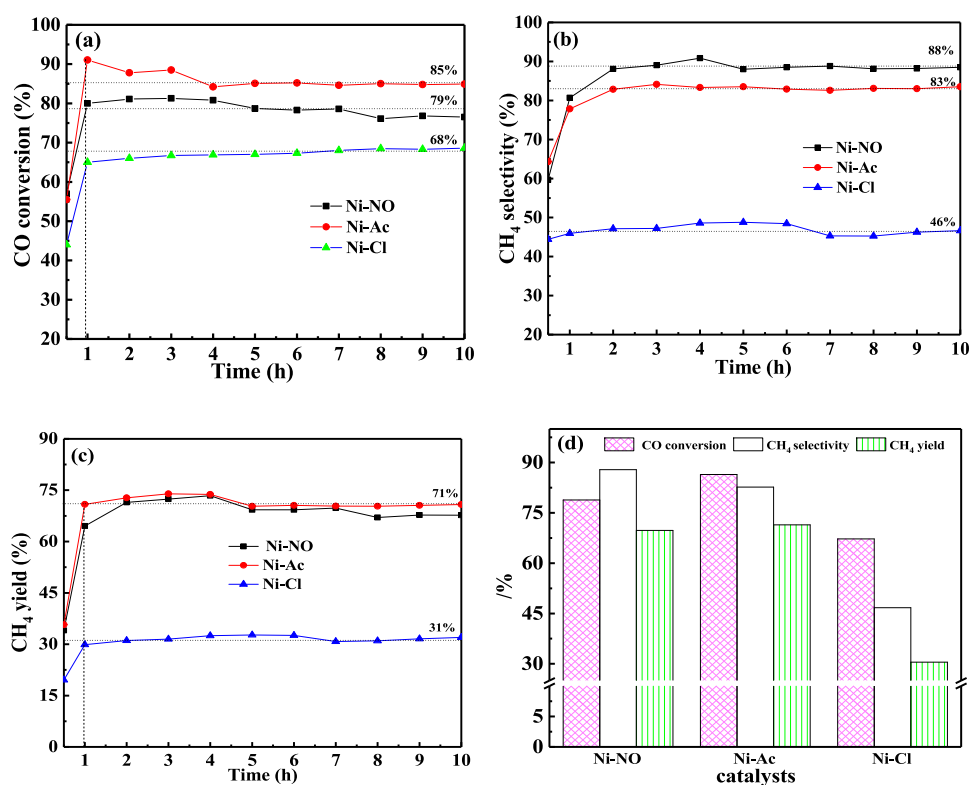 (a)
CO conversion (%)
100
90
80
70
60
50
40
30
20
85%
79%
68%
Ni-NO
Ni-Ac
Ni-Cl
1 2 3 4 5 6 7 8 9 10
Time (h)
(b)
CH₄ selectivity (%)
100
90
80
70
60
50
40
30
20
88%
83%
46%
Ni-NO
Ni-Ac
Ni-Cl
1 2 3 4 5 6 7 8 9 10
Time (h)
(c)
CH₄ yield (%)
90
75
60
45
30
15
0
71%
31%
Ni-NO
Ni-Ac
Ni-Cl
1 2 3 4 5 6 7 8 9 10
Time (h)
(d)
CO conversion CH₄ selectivity CH₄ yield
/%
90
75
60
45
30
5
0
Ni-NO Ni-Ac Ni-Cl
catalysts